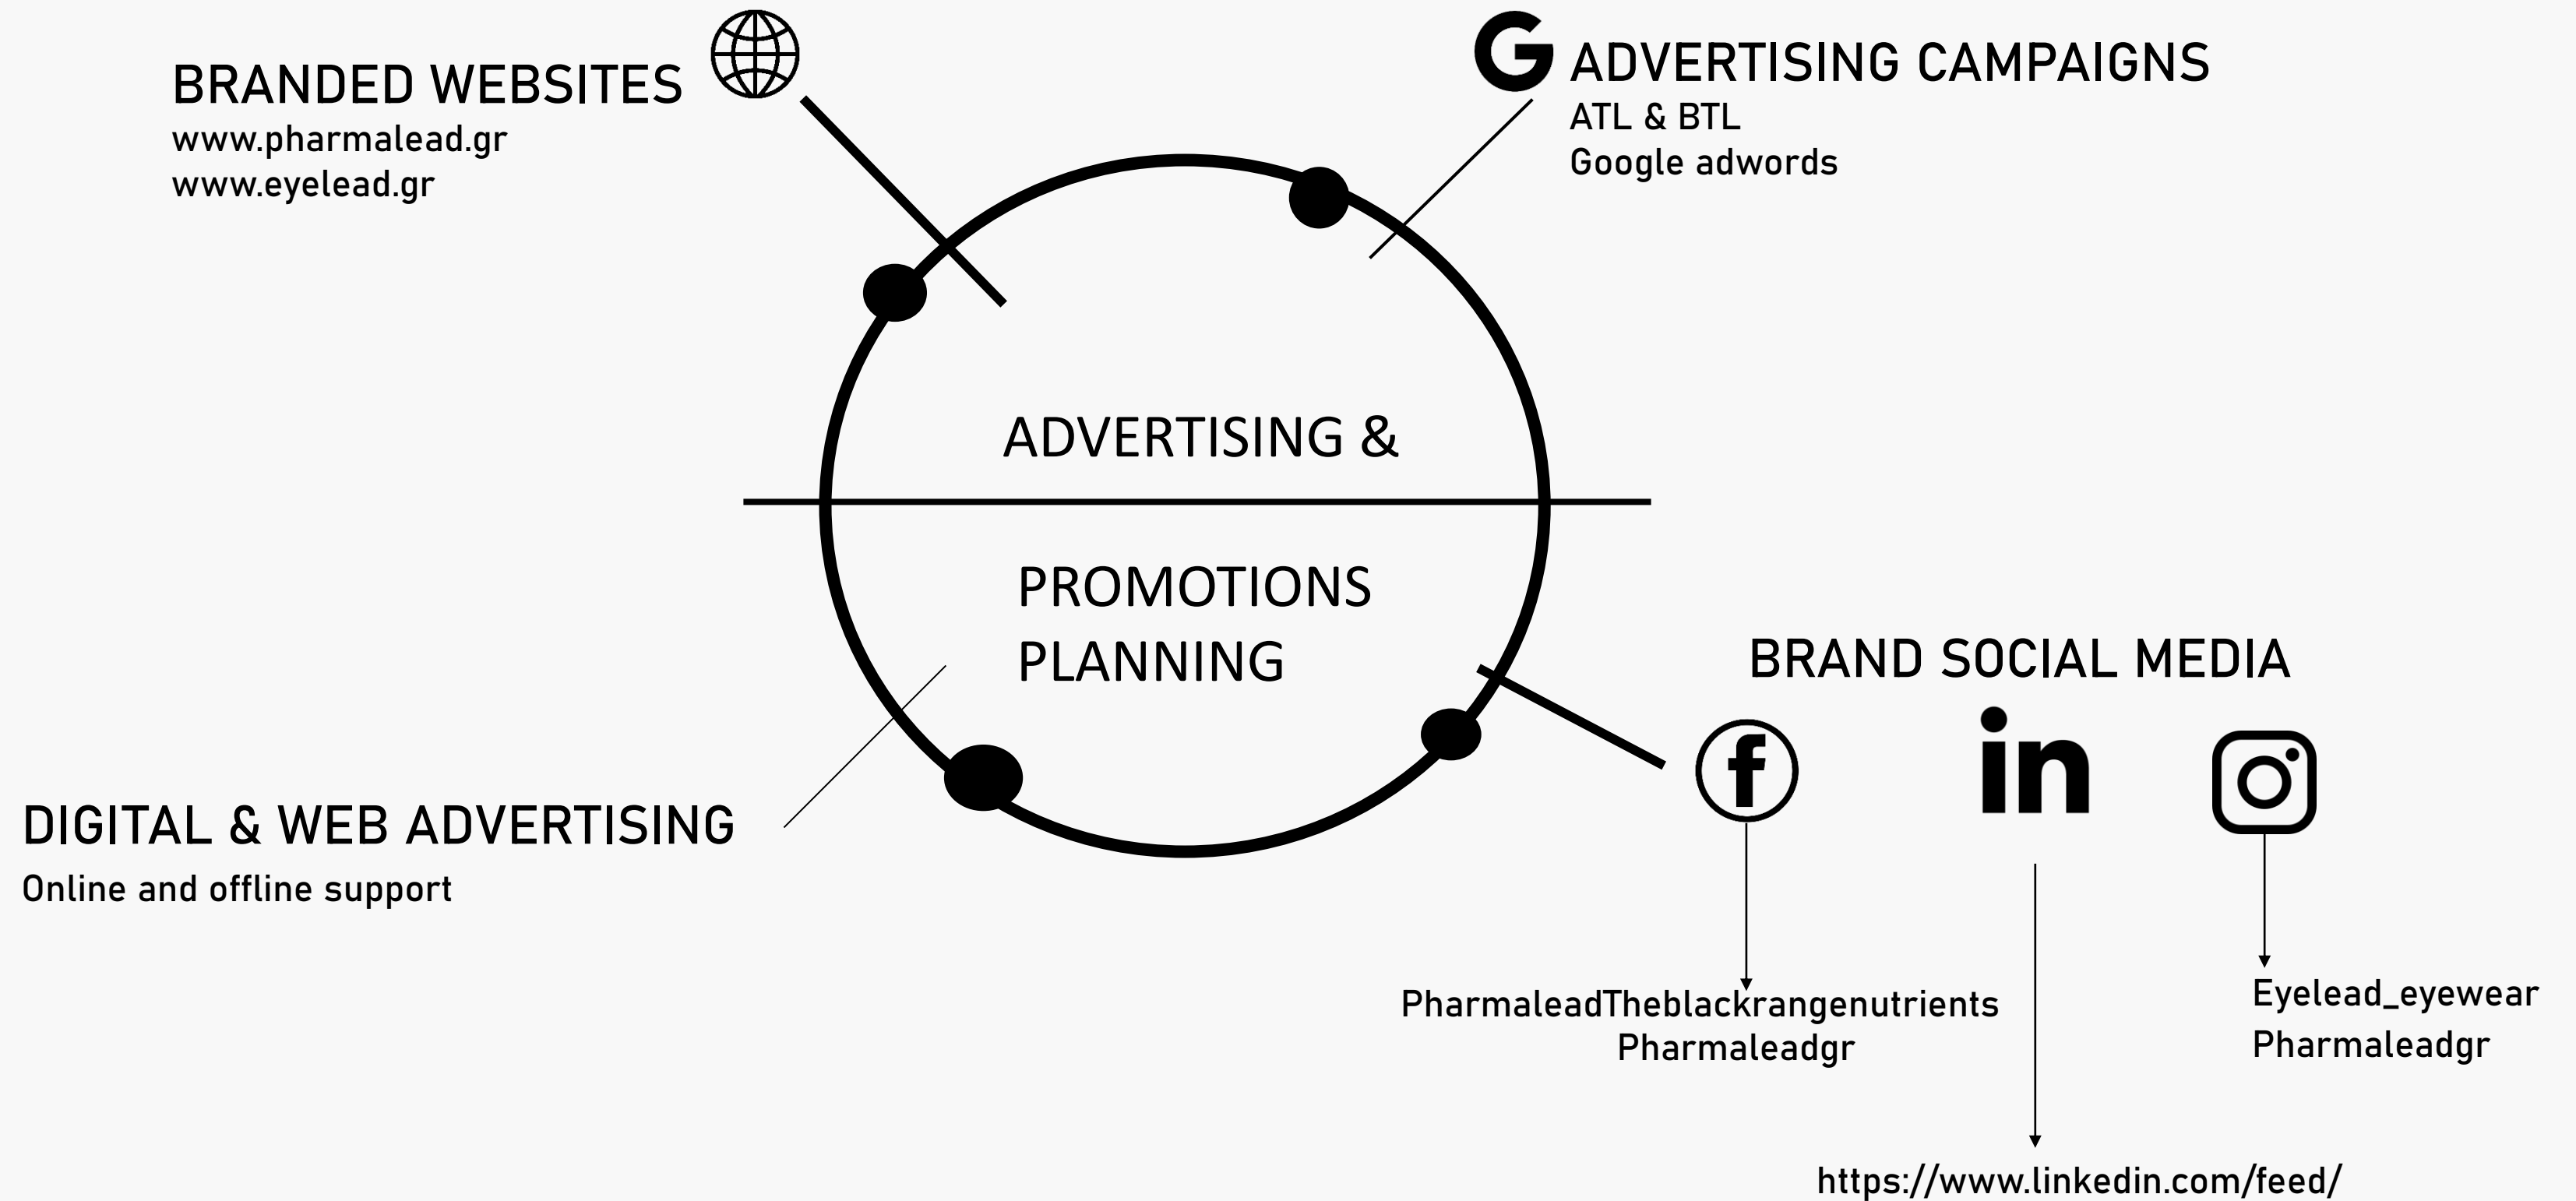 BRANDED WEBSITES
www.pharmalead.gr
www.eyelead.gr
ADVERTISING CAMPAIGNS
ATL & BTL
Google adwords
ADVERTISING &
PROMOTIONS
PLANNING
DIGITAL & WEB ADVERTISING
Online and offline support
BRAND SOCIAL MEDIA
PharmaleadTheblackrangenutrients
Pharmaleadgr
Eyelead_eyewear
Pharmaleadgr
https://www.linkedin.com/feed/